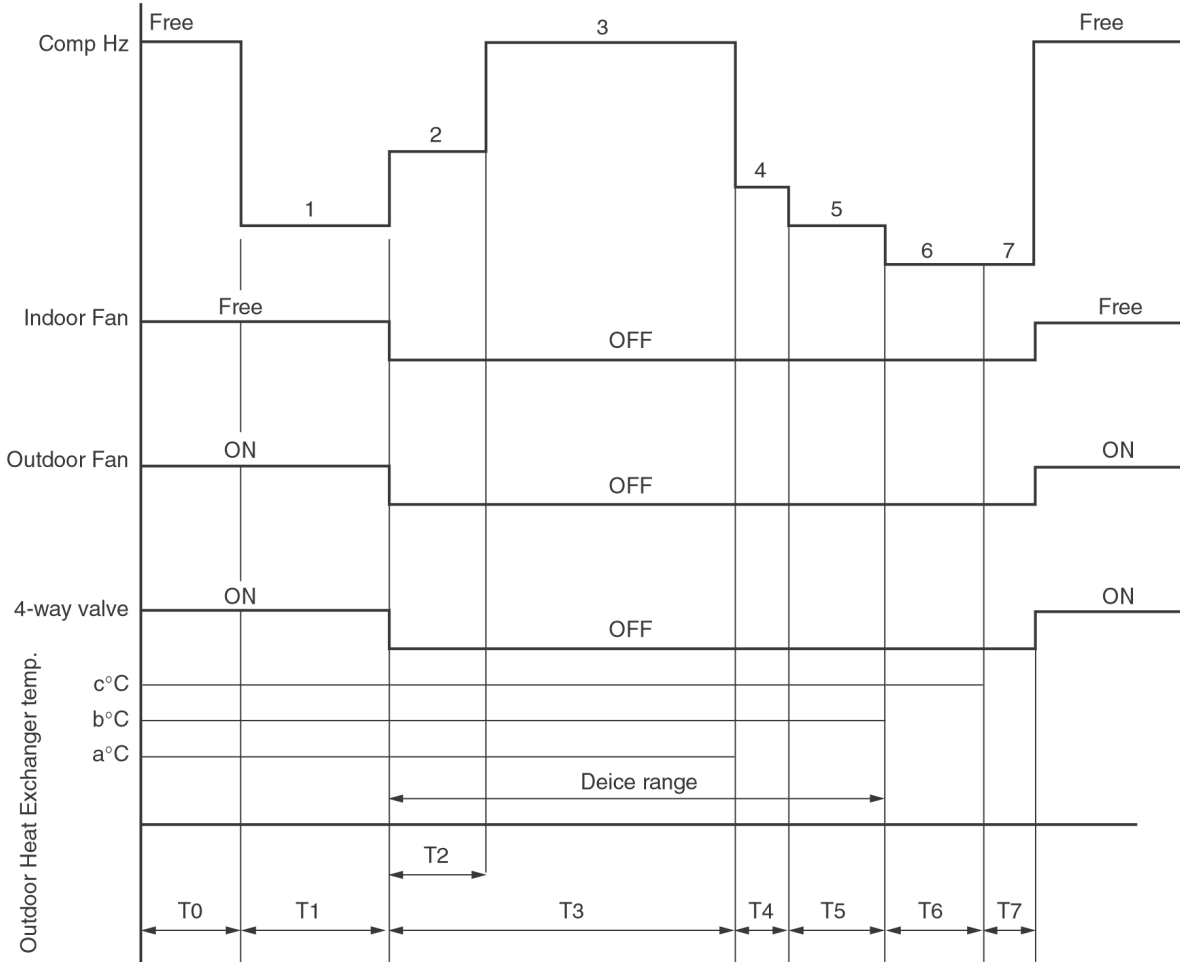 Free
Free
Comp Hz
3
2
4
1
5
6
7
Free
Free
Indoor Fan
OFF
ON
ON
Outdoor Fan
OFF
ON
ON
4-way valve
OFF
Outdoor Heat Exchanger temp.
c°C
b°C
a°C
Deice range
T2
T0
T1
T3
T4
T5
T6
T7